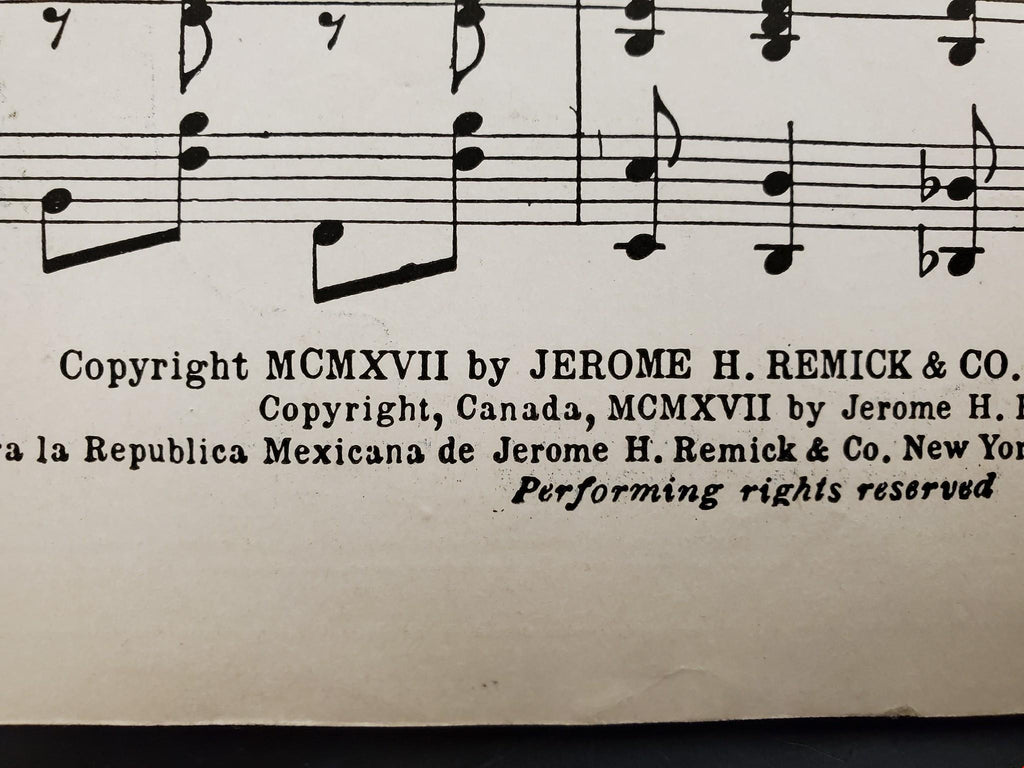 Copyright MCMXVII by JEROME H. REMICK & CO.
Copyright, Canada, MCMXVII by Jerome H.
la Republica Mexicana de Jerome H. Remick & Co. New
Performing rights reserved